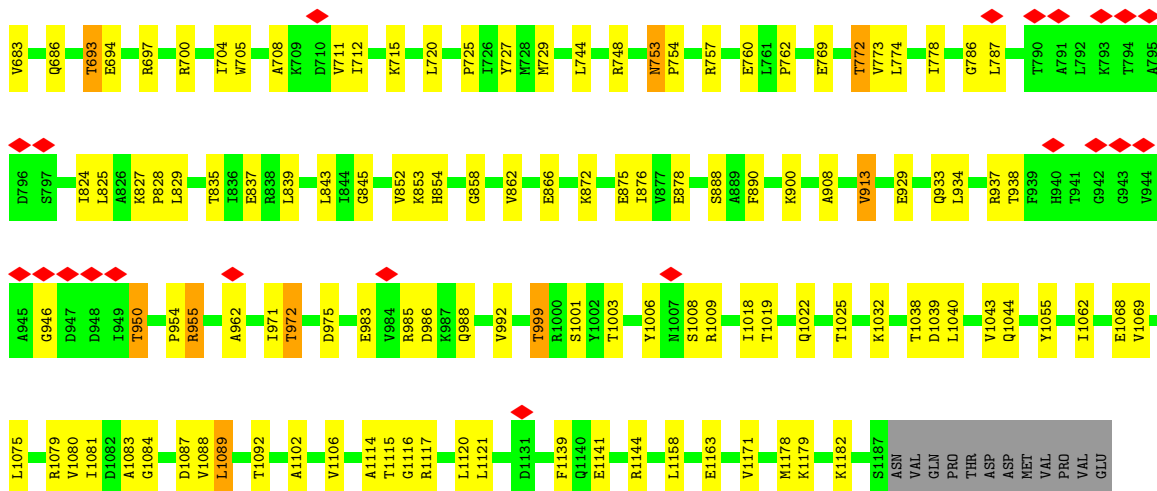 V683 Q686 T693 E694 R697 R700 I704 W705 A708 K709 D710 V711 I712 K715 L720 P725 I726 Y727 M728 M729 L744 R748 N753 P754 R757 E760 L761 P762 E769 T772 V773 L774 I778 G786 L787 T790 A791 L792 K793 T794 A795
D796 S797 I824 L825 A826 K827 P828 L829 T835 I836 E837 R838 L839 L843 I844 G845 V852 K853 H854 G858 V862 E866 K872 E875 I876 V877 E878 S888 A889 F890 K900 A908 V913 E929 Q933 L934 R937 T938 F939 H940 T941 G942 G943 V944
A945 G946 D947 D948 I949 T950 P954 R955 A962 I971 T972 D975 E983 V984 R985 D986 K987 Q988 V992 T999 R1000 S1001 Y1002 T1003 Y1006 N1007 S1008 R1009 I1018 T1019 Q1022 T1025 K1032 T1038 D1039 L1040 V1043 Q1044 Y1055 I1062 E1068 V1069
L1075 R1079 V1080 I1081 D1082 A1083 G1084 D1087 V1088 L1089 T1092 A1102 V1106 A1114 T1115 G1116 R1117 L1120 L1121 D1131 F1139 Q1140 E1141 R1144 L1158 E1163 V1171 M1178 K1179 K1182 S1187 ASN VAL GLN PRO THR ASP ASP MET VAL PRO VAL GLU